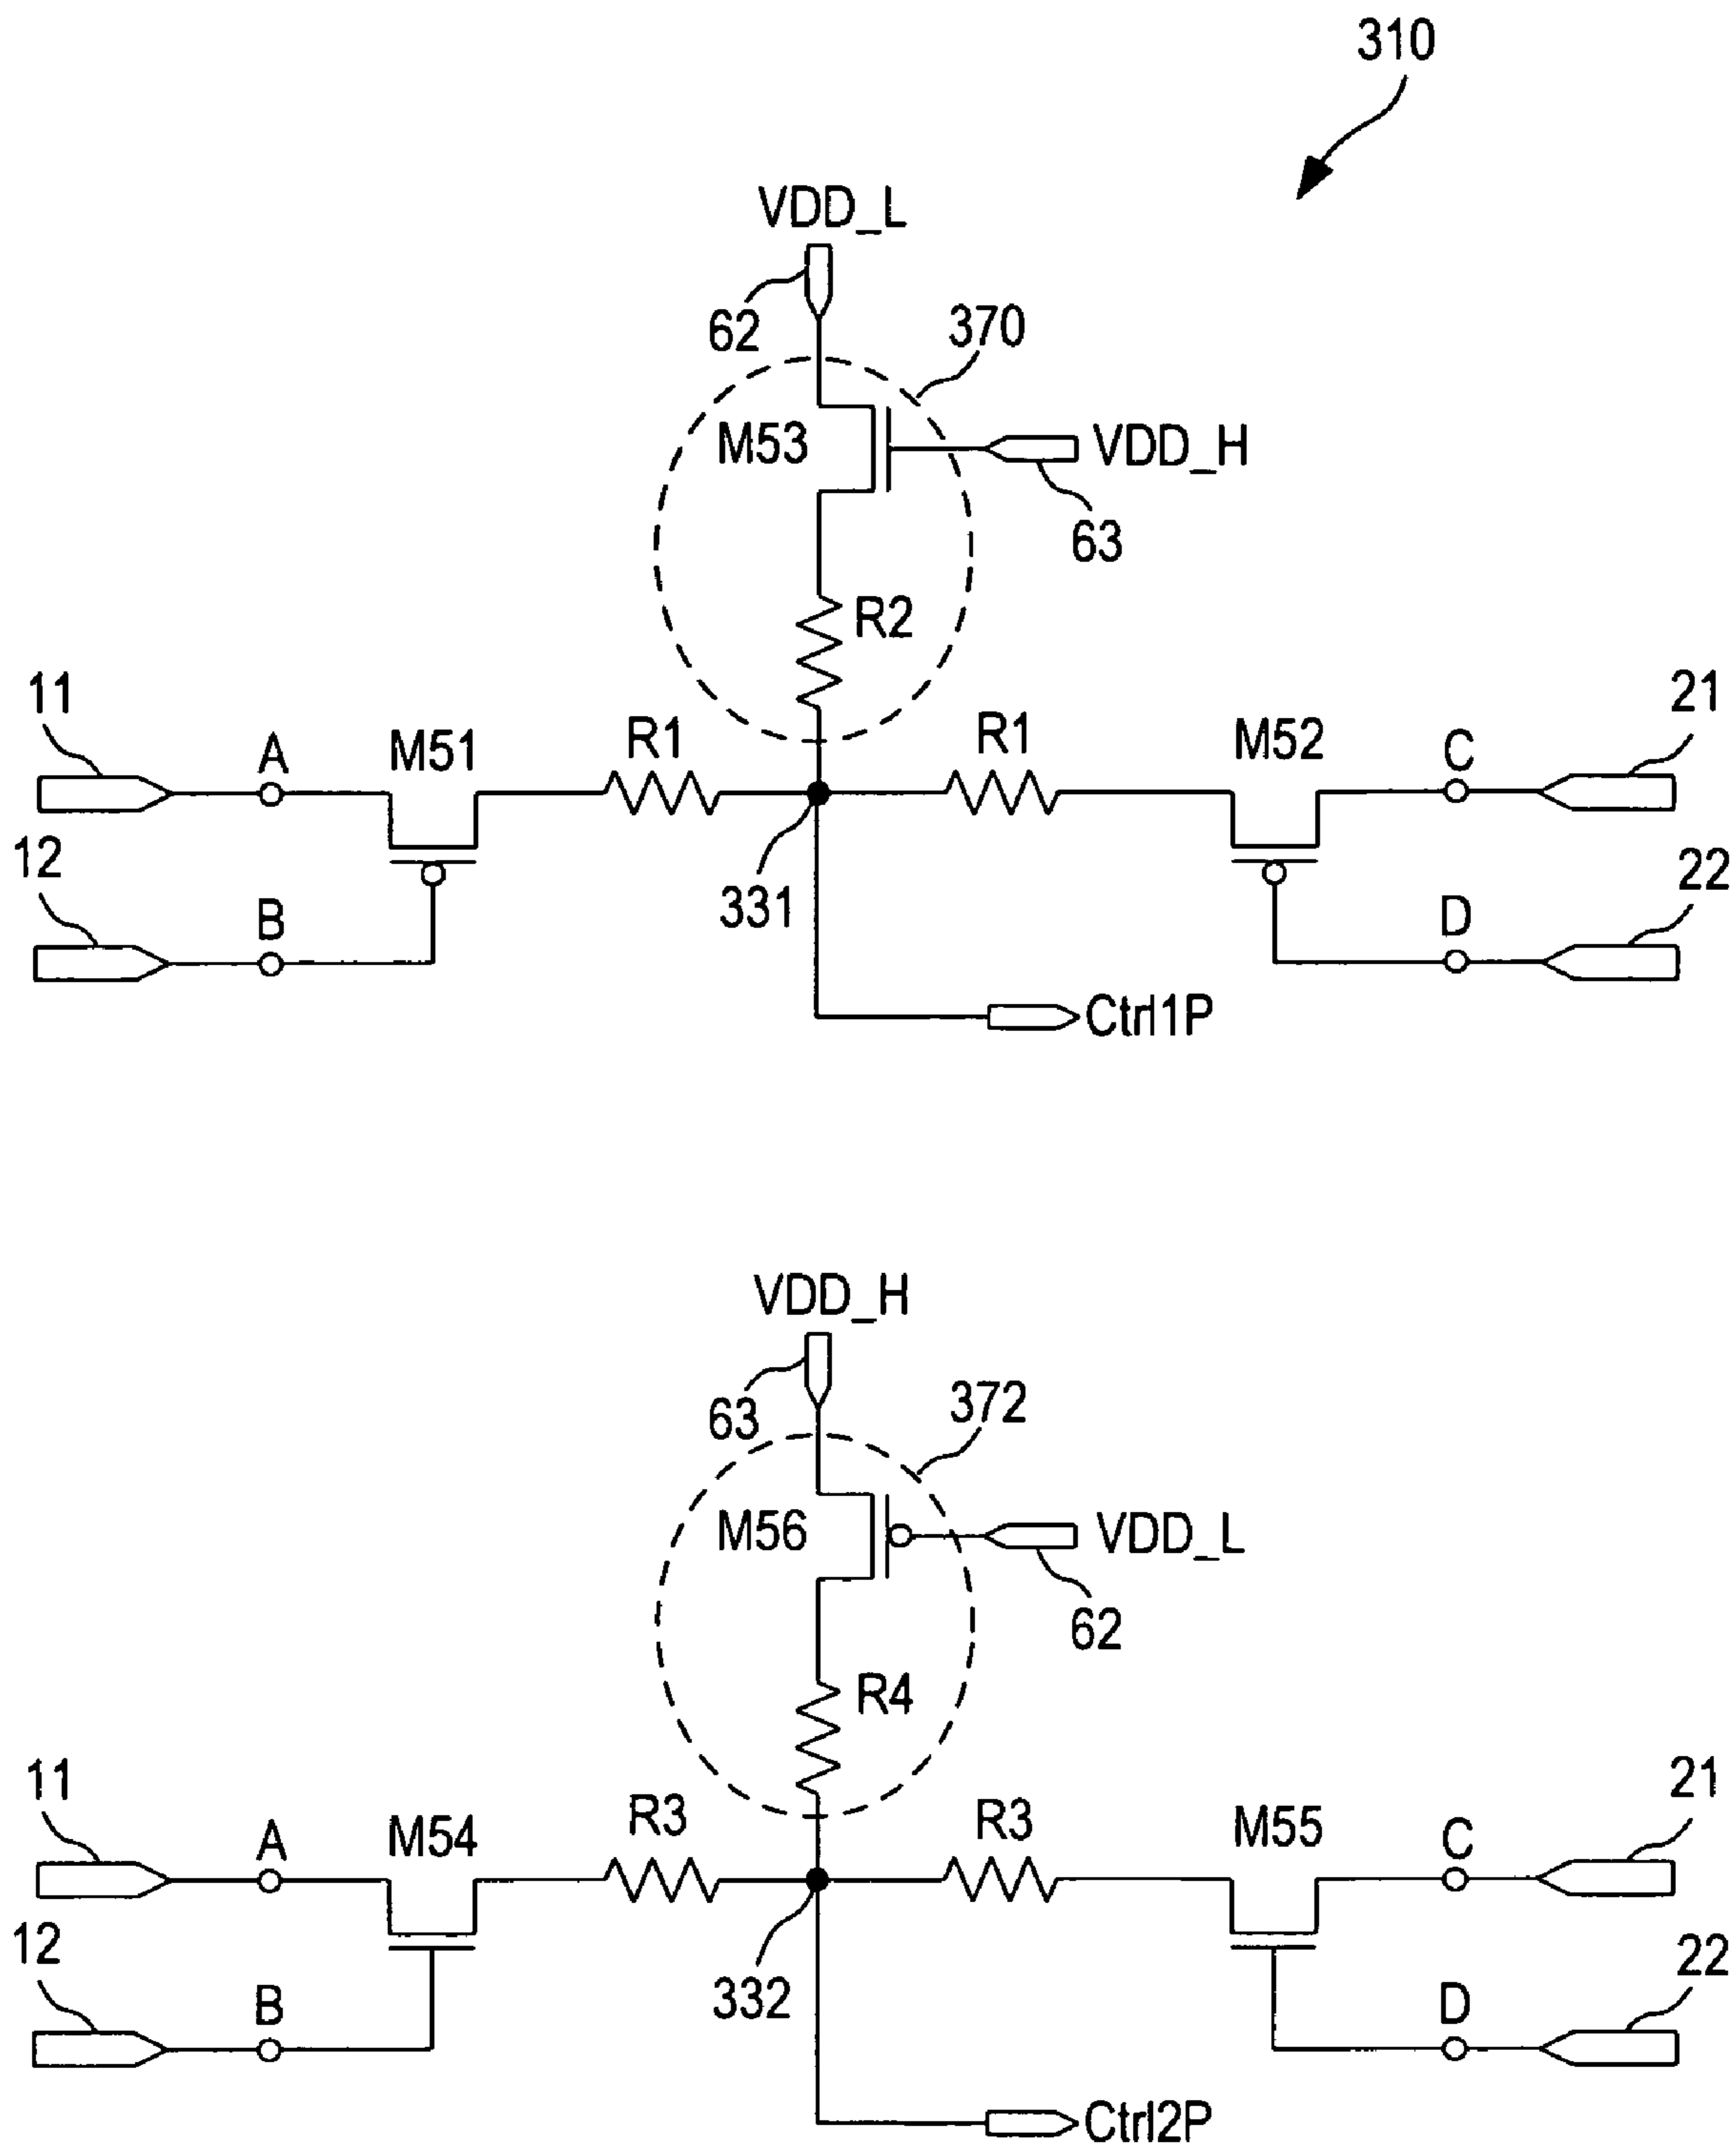 310
VDD_L
62
370
M53
VDD_H
63
R2
11
A
M51
R1
R1
M52
C
21
12
B
331
D
22
Ctrl1P
VDD_H
63
372
M56
VDD_L
62
R4
11
A
M54
R3
R3
M55
C
21
12
B
332
D
22
Ctrl2P